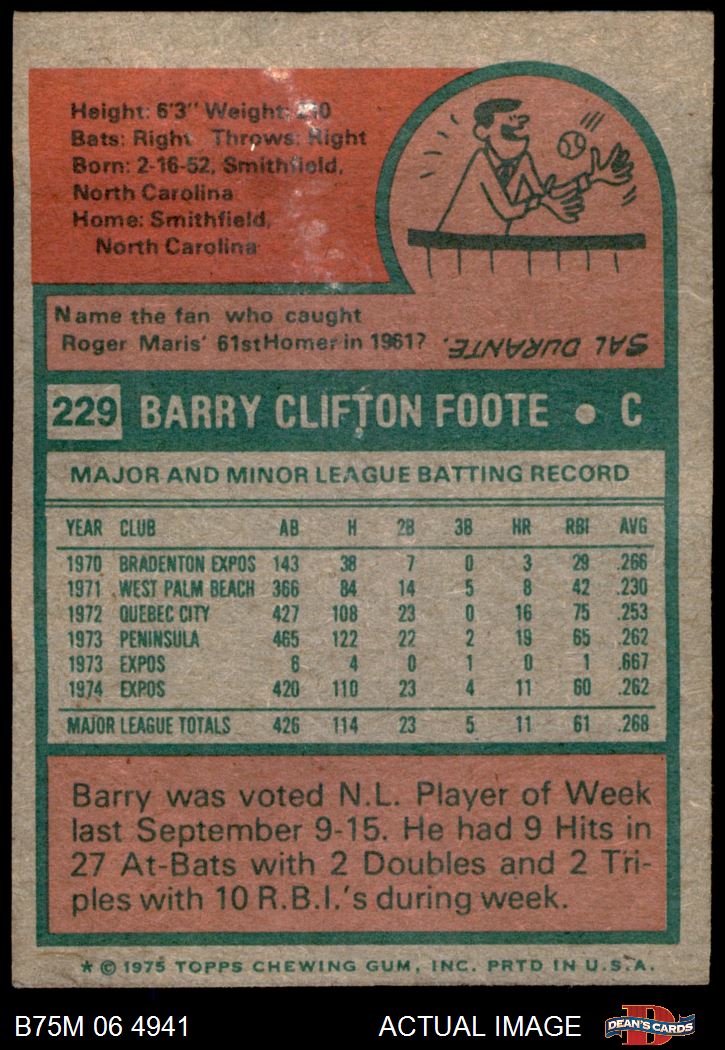 Height: 6'3" Weight: 210
Bats: Right Throws: Right
Born: 2-16-52, Smithfield,
North Carolina
Home: Smithfield,
North Carolina
Name the fan who caught
Roger Maris' 61st Homer in 1961?
SAL DURANTE.
229 BARRY CLIFTON FOOTE • C
MAJOR AND MINOR LEAGUE BATTING RECORD
YEAR CLUB AB H 2B 3B HR RBI AVG
1970 BRADENTON EXPOS 143 38 7 0 3 29 .266
1971 WEST PALM BEACH 366 84 14 5 8 42 .230
1972 QUEBEC CITY 427 108 23 0 16 75 .253
1973 PENINSULA 465 122 22 2 19 65 .262
1973 EXPOS 6 4 0 1 0 1 .667
1974 EXPOS 420 110 23 4 11 60 .262
MAJOR LEAGUE TOTALS 426 114 23 5 11 61 .268
Barry was voted N.L. Player of Week
last September 9-15. He had 9 Hits in
27 At-Bats with 2 Doubles and 2 Tri-
ples with 10 R.B.I.'s during week.
* © 1975 TOPPS CHEWING GUM, INC. PRTD IN U.S.A.
B75M 06 4941 ACTUAL IMAGE DEAN'S CARDS